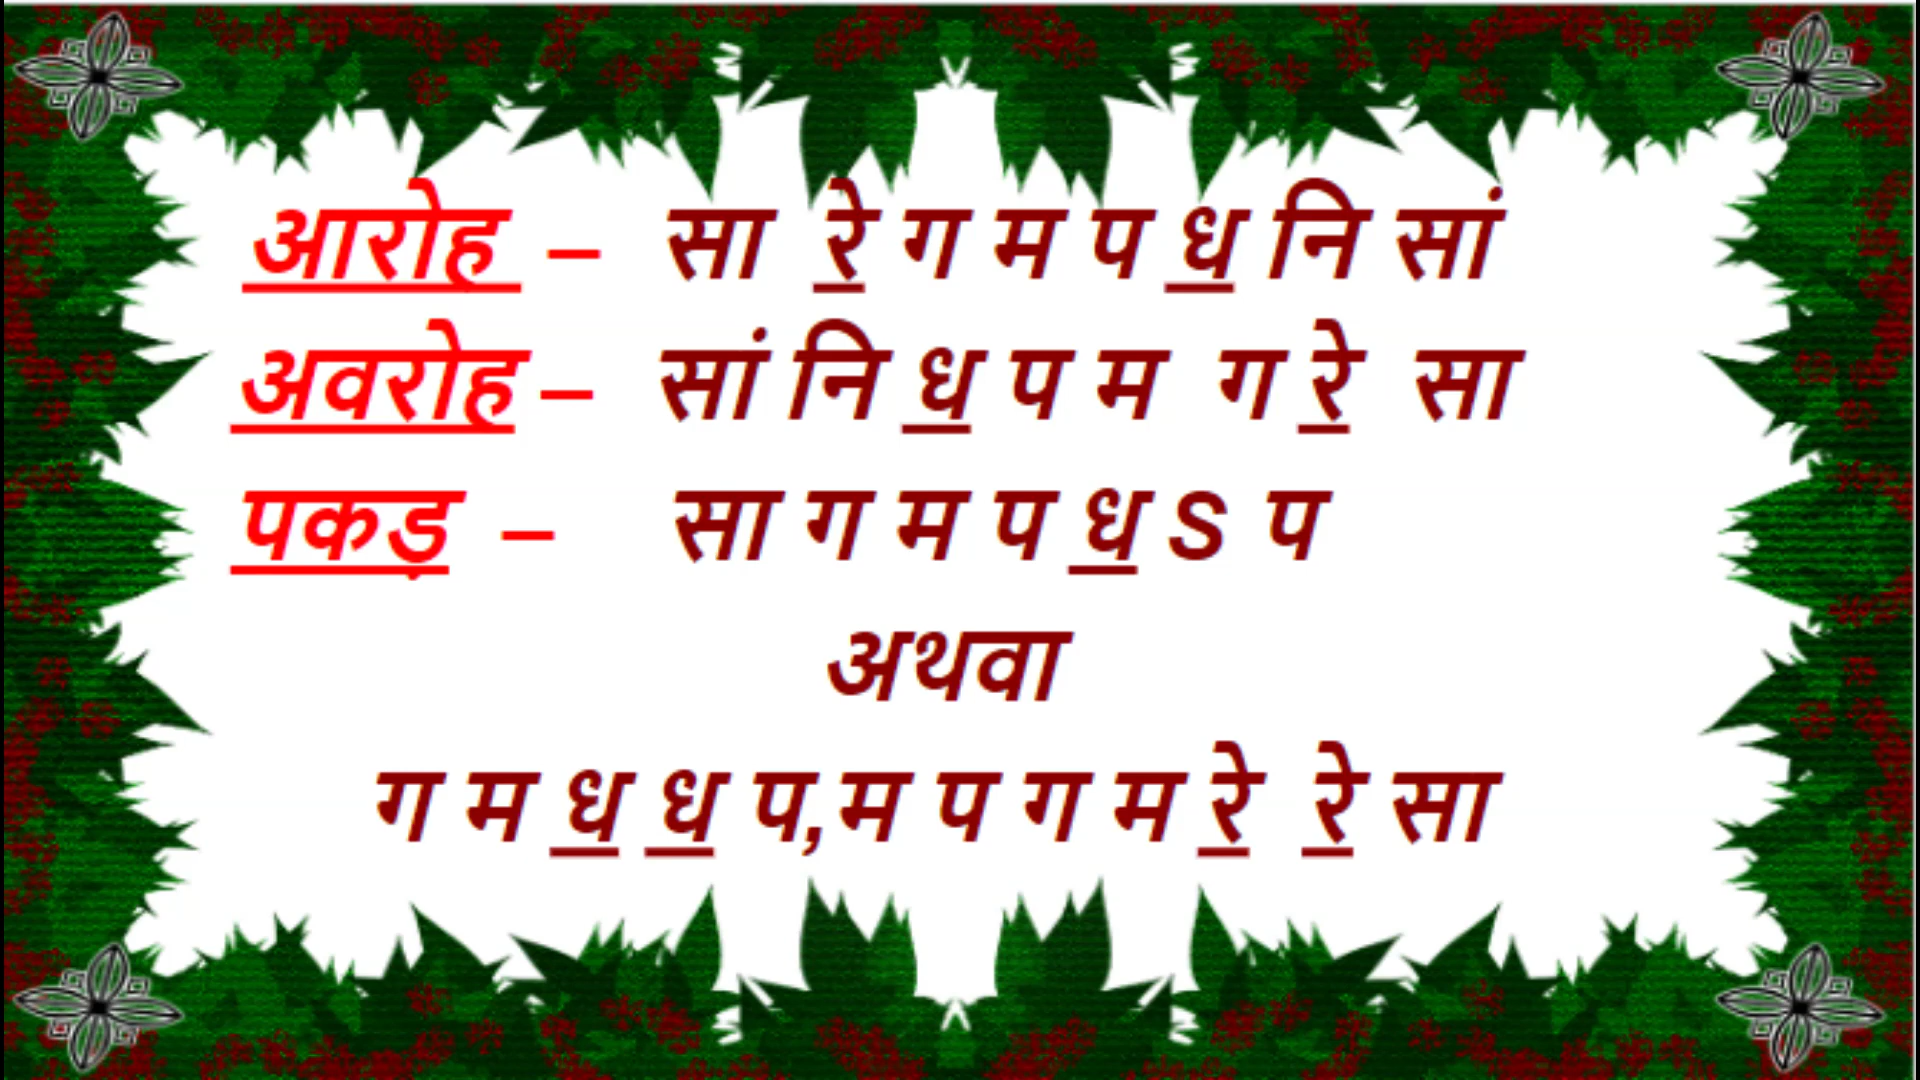 आरोह – सा रे ग म प ध नि सां
अवरोह – सां नि ध प म ग रे सा
पकड़ – सा ग म प ध S प
अथवा
ग म ध ध प,म प ग म रे रे सा